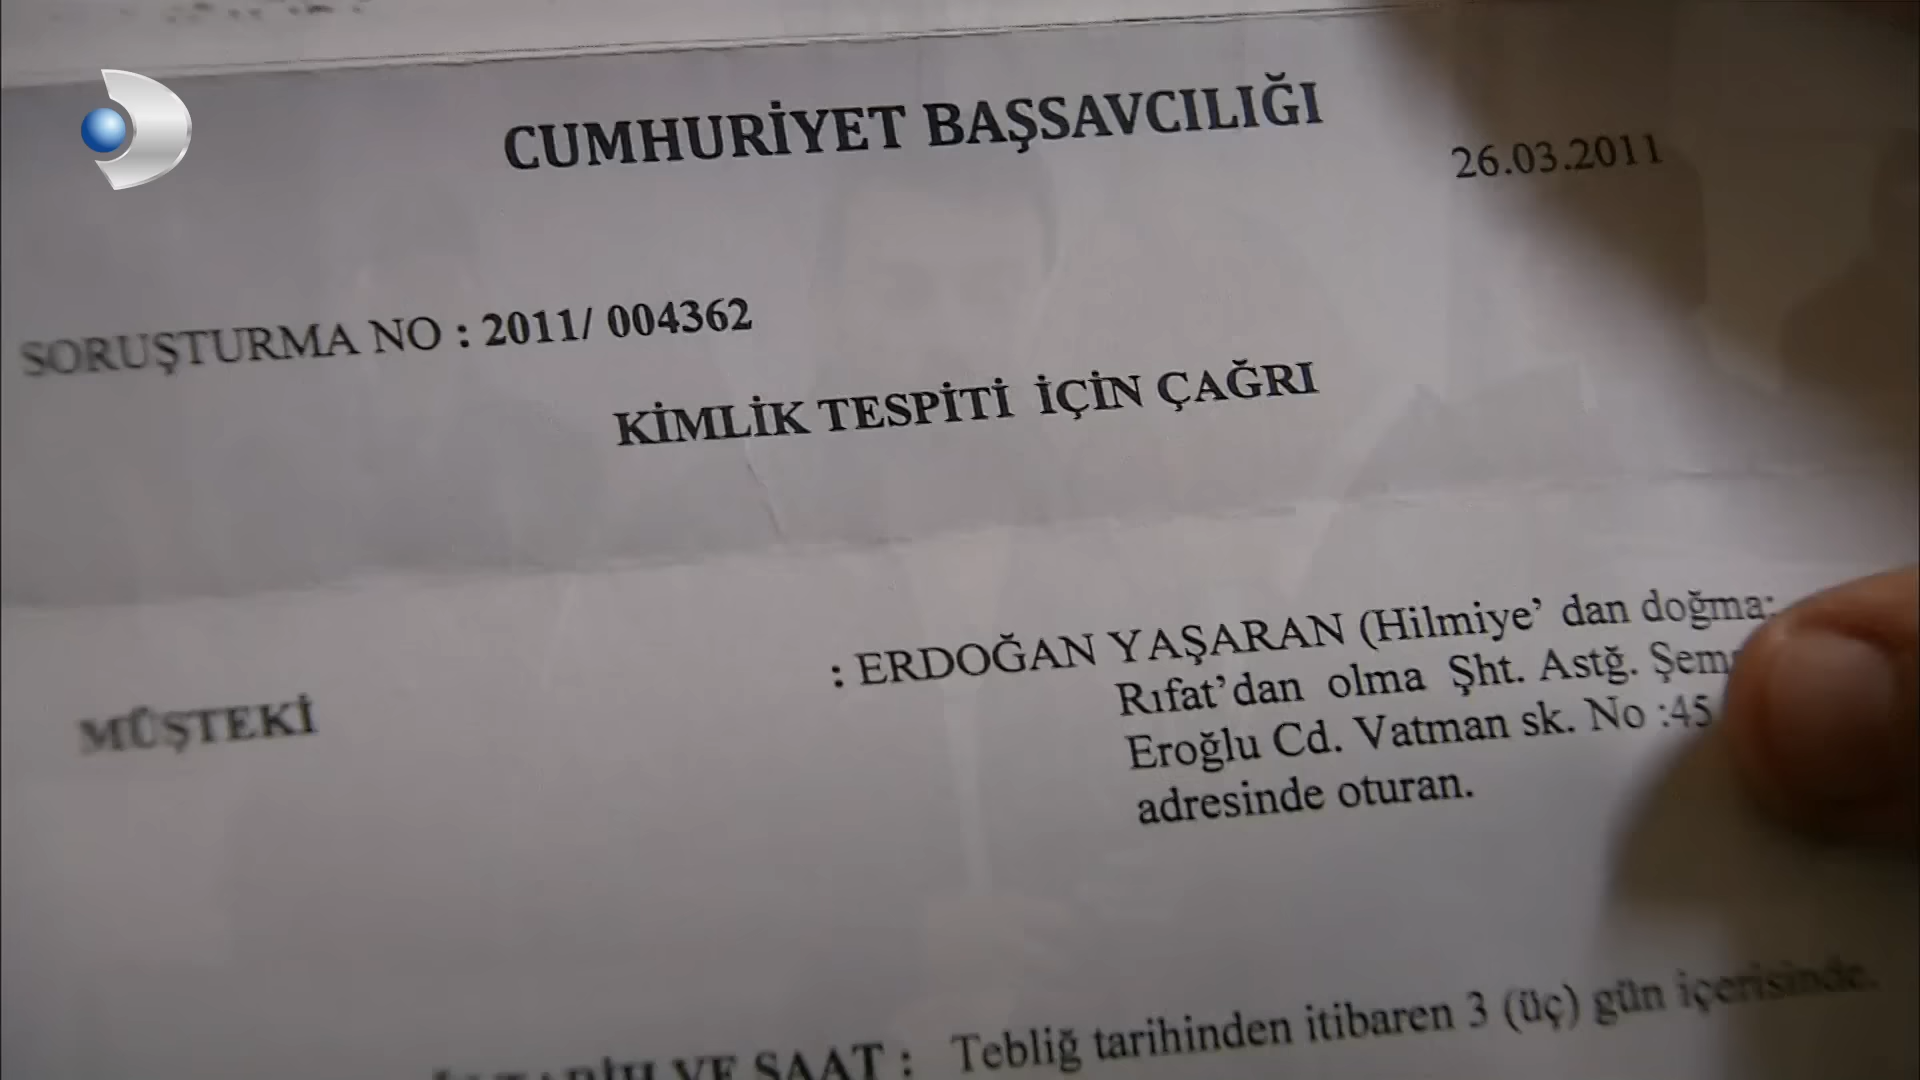 CUMHURİYET BAŞSAVCILIĞI
26.03.2011
SORUŞTURMA NO : 2011/ 004362
KİMLİK TESPİTİ İÇİN ÇAĞRI
MÜŞTEKİ : ERDOĞAN YAŞARAN (Hilmiye’ dan doğma;
Rıfat’dan olma Şht. Astğ.
Eroğlu Cd. Vatman sk. No :45
adresinde oturan.
VE SAAT : Tebliğ tarihinden itibaren 3 (üç) gün içerisinde.